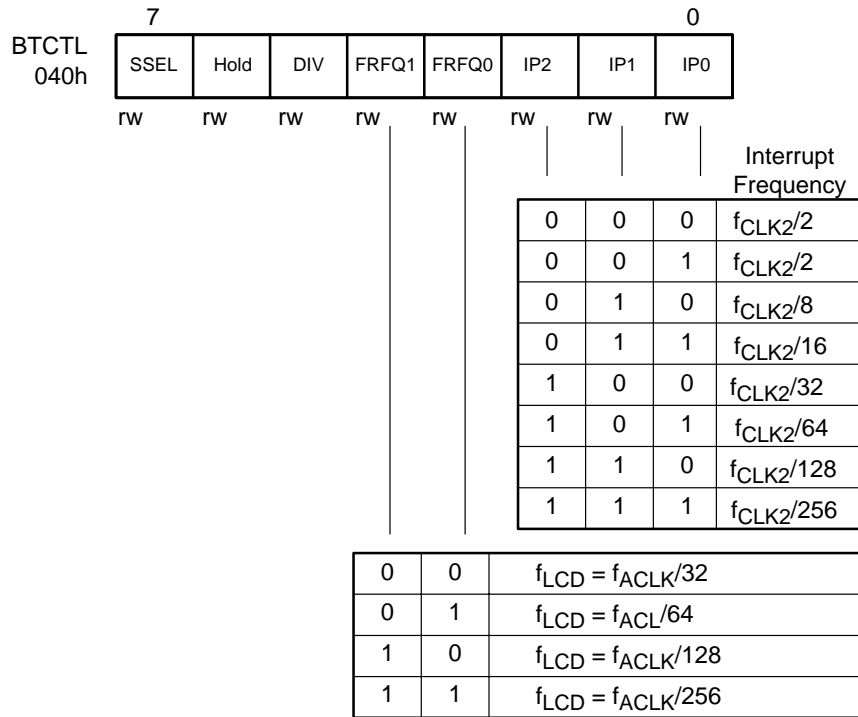 7 0
BTCTL
040h
SSEL Hold DIV FRFQ1 FRFQ0 IP2 IP1 IP0
rw rw rw rw rw rw rw rw
Interrupt
Frequency
0 0 0 fCLK2/2
0 0 1 fCLK2/2
0 1 0 fCLK2/8
0 1 1 fCLK2/16
1 0 0 fCLK2/32
1 0 1 fCLK2/64
1 1 0 fCLK2/128
1 1 1 fCLK2/256
0 0 fLCD = fACLK/32
0 1 fLCD = fACL/64
1 0 fLCD = fACLK/128
1 1 fLCD = fACLK/256